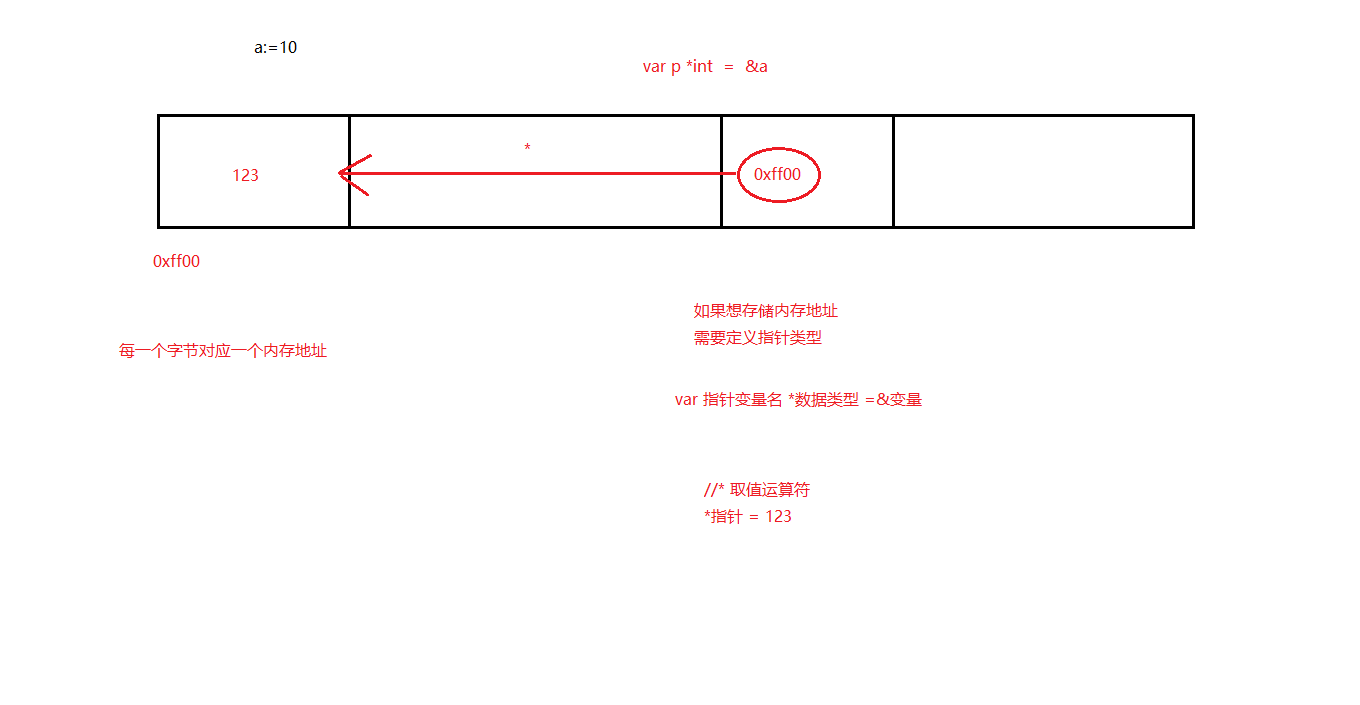 a:=10
var p *int = &a
*
123
0xff00
0xff00
如果想存储内存地址
需要定义指针类型
每一个字节对应一个内存地址
var 指针变量名 *数据类型 =&变量
//* 取值运算符
*指针 = 123